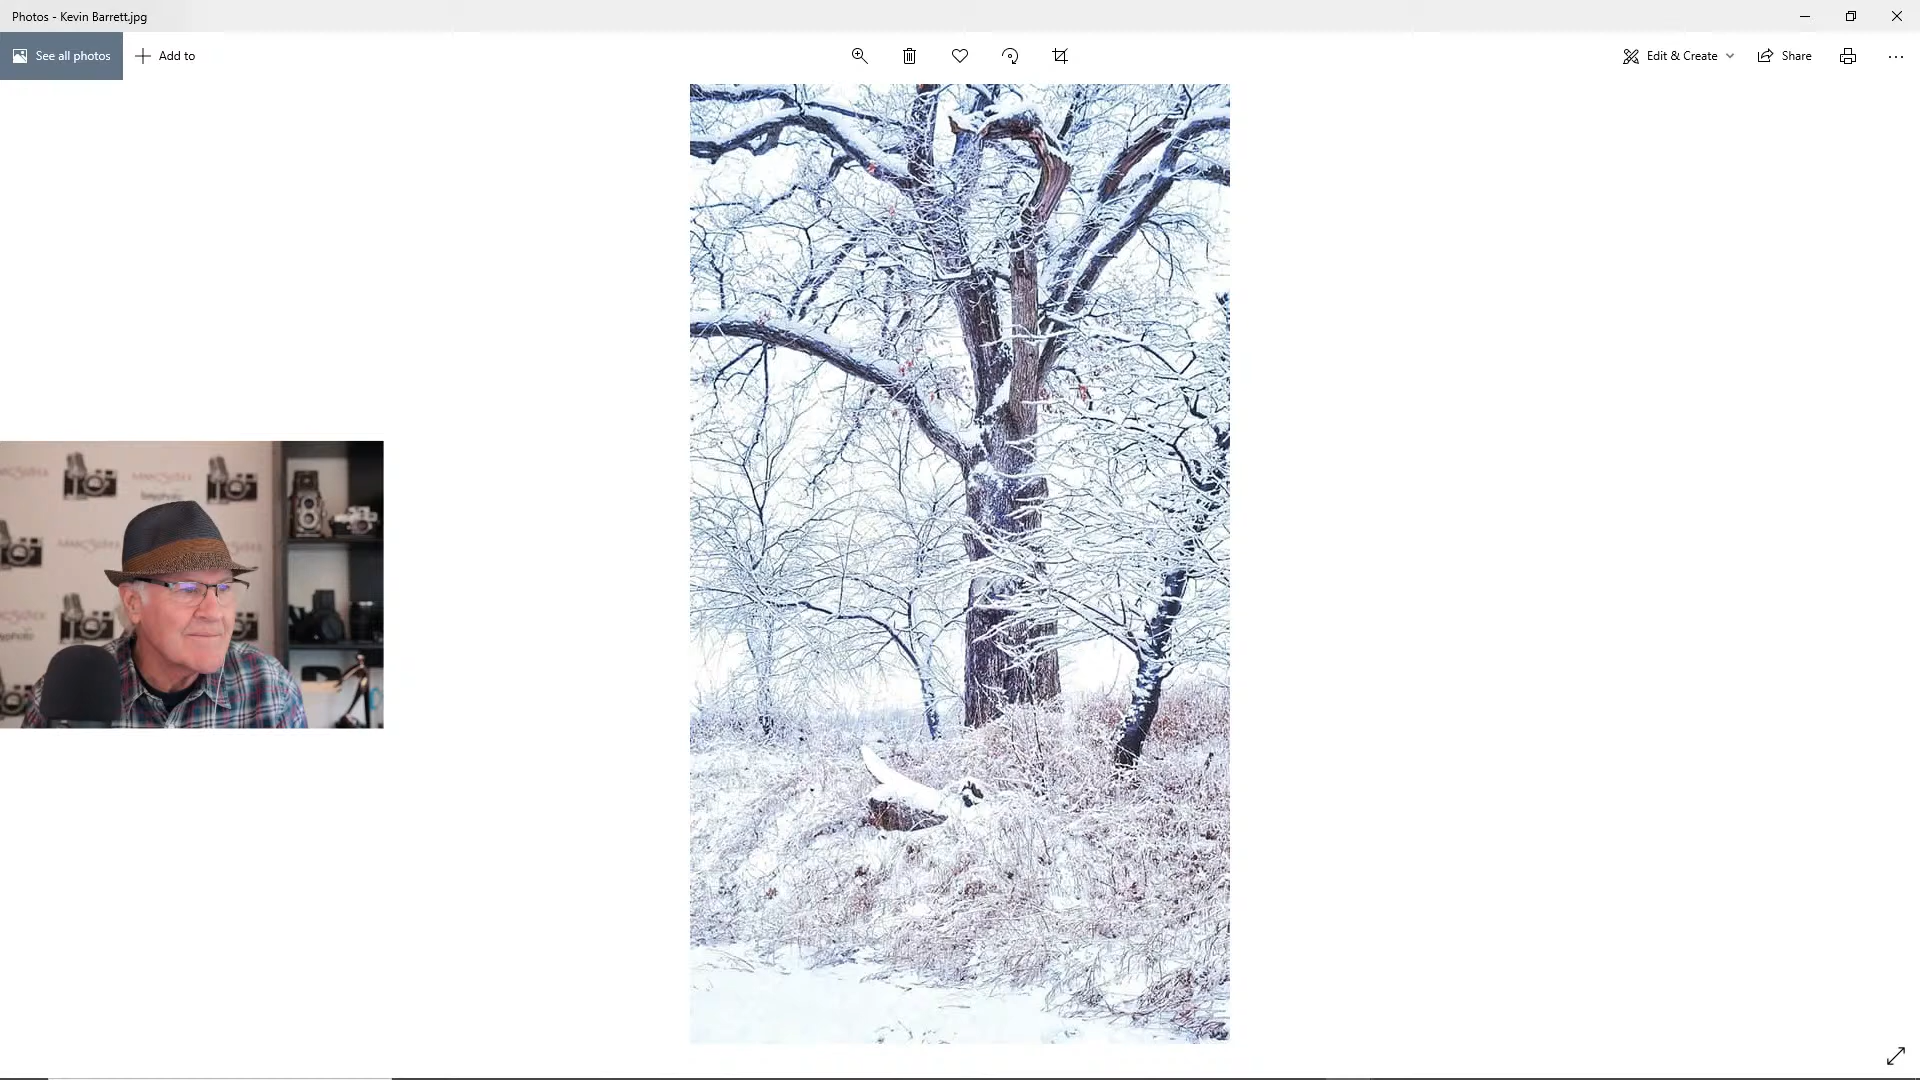 Photos - Kevin Barrett.jpg
See all photos
Add to
Edit & Create
Share